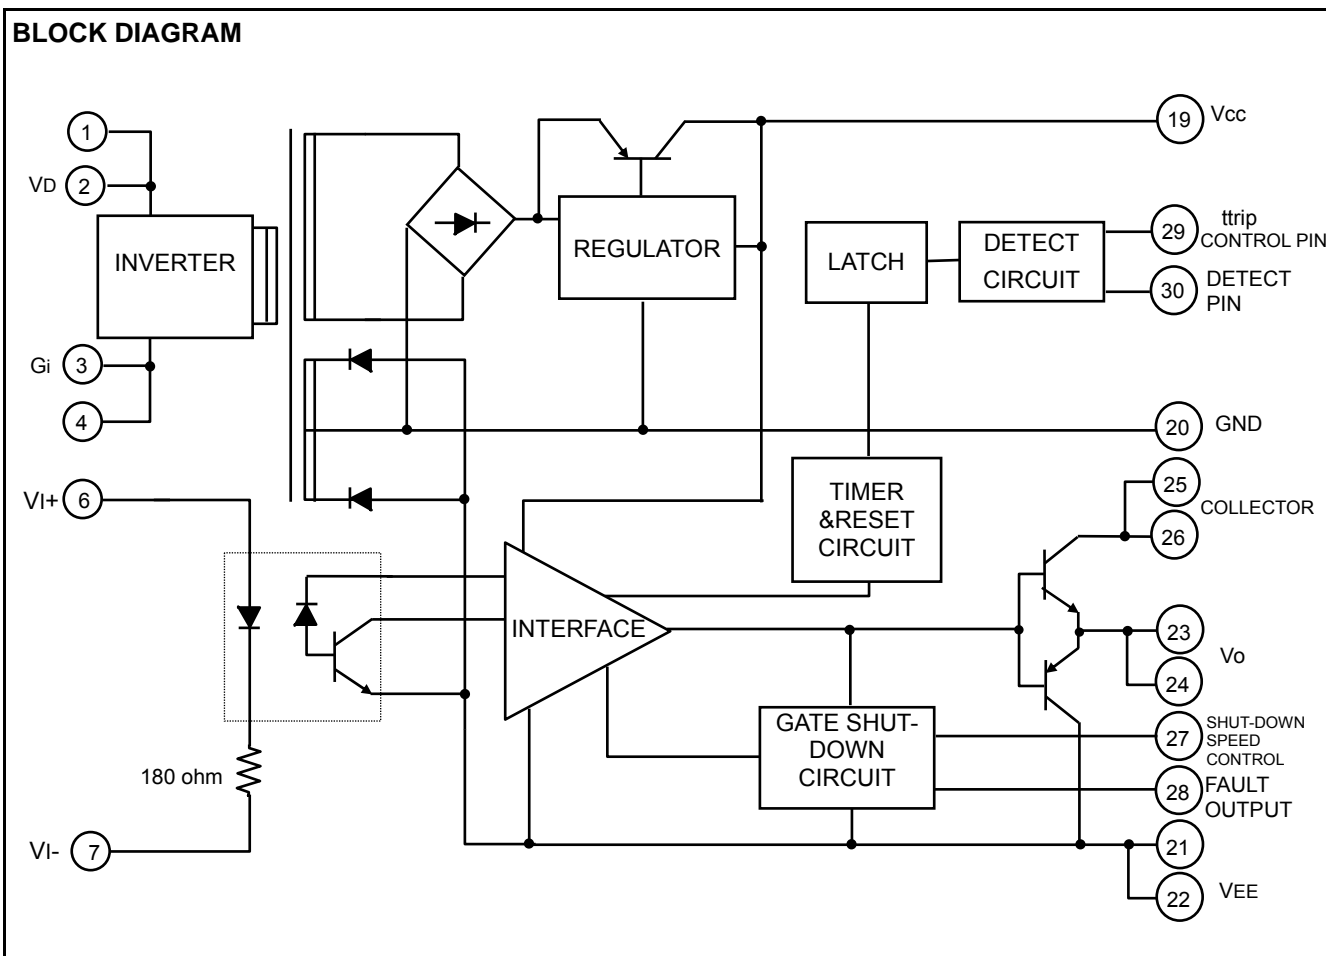 BLOCK DIAGRAM
1
VD 2
INVERTER
Gi 3
4
VI+ 6
180 ohm
VI- 7
REGULATOR
LATCH
DETECT
CIRCUIT
TIMER
&RESET
CIRCUIT
INTERFACE
GATE SHUT-
DOWN
CIRCUIT
19 Vcc
29 ttrip
CONTROL PIN
30 DETECT
PIN
20 GND
25
COLLECTOR
26
23
Vo
24
27 SHUT-DOWN
SPEED
CONTROL
28 FAULT
OUTPUT
21
22 VEE